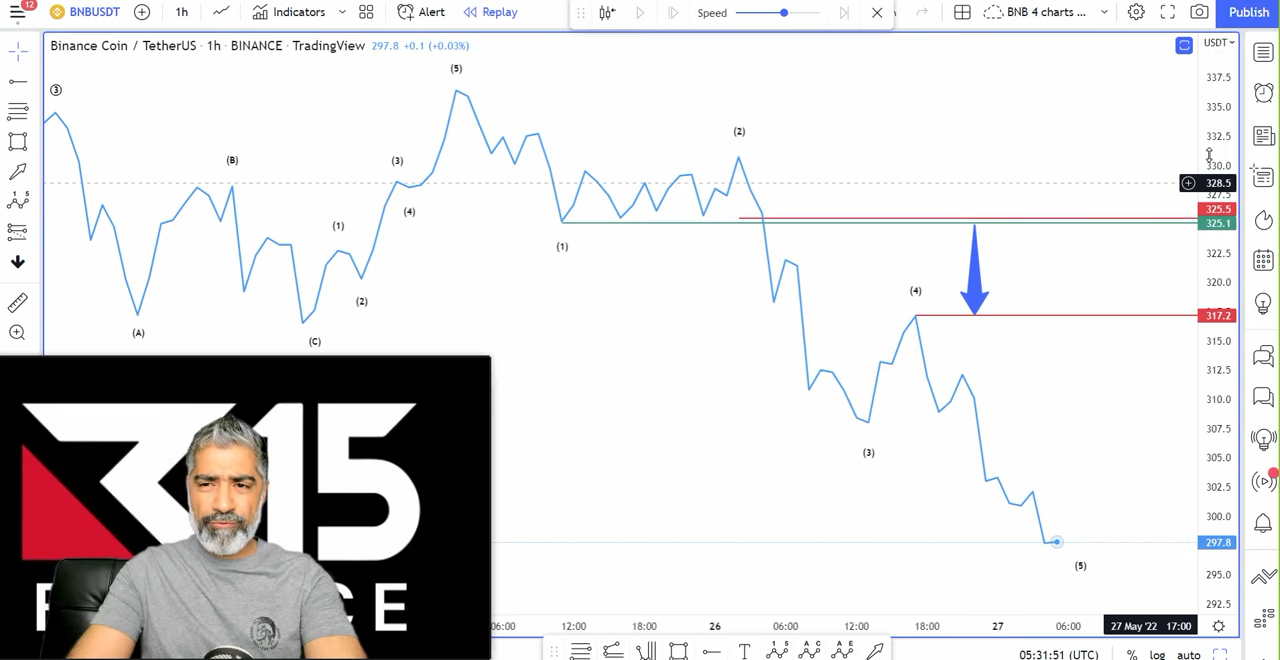 12
BNBUSDT
1h
Indicators
Alert
Replay
Speed
BNB 4 charts ...
Publish
Binance Coin / TetherUS · 1h · BINANCE · TradingView 297.8 +0.1 (+0.03%)
USDT
(5)
337.5
3
335.0
(2)
332.5
(B)
(3)
330.0
328.5
327.5
(4)
325.5
(1)
325.1
(1)
322.5
320.0
(2)
(4)
317.2
(A)
(C)
315.0
312.5
310.0
307.5
(3)
305.0
302.5
300.0
297.8
(5)
295.0
292.5
315
06:00
12:00
18:00
26
06:00
18:00
27
06:00
27 May '22 17:00
05:31:51 (UTC)
%
log
auto